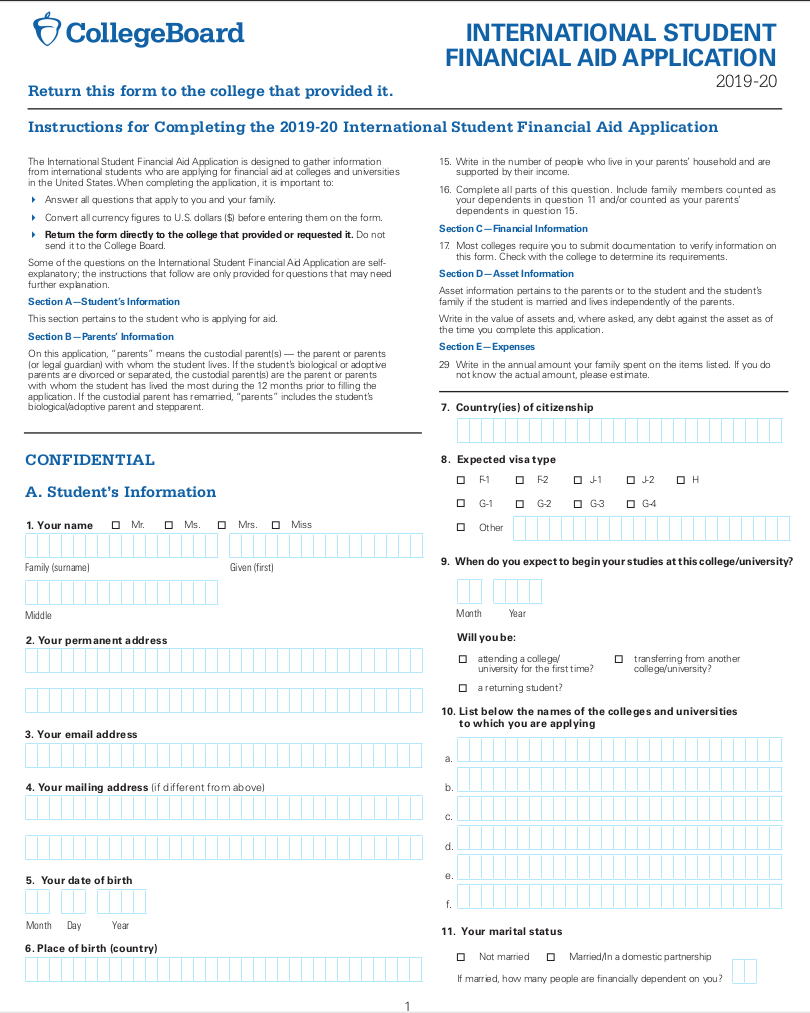 CollegeBoard
INTERNATIONAL STUDENT
FINANCIAL AID APPLICATION
2019-20
Return this form to the college that provided it.
Instructions for Completing the 2019-20 International Student Financial Aid Application
The International Student Financial Aid Application is designed to gather information
from international students who are applying for financial aid at colleges and universities
in the United States. When completing the application, it is important to:
Answer all questions that apply to you and your family.
Convert all currency figures to U.S. dollars ($) before entering them on the form.
Return the form directly to the college that provided or requested it. Do not
send it to the College Board.
Some of the questions on the International Student Financial Aid Application are self-
explanatory; the instructions that follow are only provided for questions that may need
further explanation.
Section A—Student's Information
This section pertains to the student who is applying for aid.
Section B—Parents' Information
On this application, "parents" means the custodial parent(s) — the parent or parents
(or legal guardian) with whom the student lives. If the student's biological or adoptive
parents are divorced or separated, the custodial parent(s) are the parent or parents
with whom the student has lived the most during the 12 months prior to filling the
application. If the custodial parent has remarried, "parents" includes the student's
biological/adoptive parent and stepparent.
15. Write in the number of people who live in your parents' household and are
supported by their income.
16. Complete all parts of this question. Include family members counted as
your dependents in question 11 and/or counted as your parents'
dependents in question 15.
Section C—Financial Information
17. Most colleges require you to submit documentation to verify information on
this form. Check with the college to determine its requirements.
Section D—Asset Information
Asset information pertains to the parents or to the student and the student's
family if the student is married and lives independently of the parents.
Write in the value of assets and, where asked, any debt against the asset as of
the time you complete this application.
Section E—Expenses
29 Write in the annual amount your family spent on the items listed. If you do
not know the actual amount, please estimate.
CONFIDENTIAL
A. Student's Information
1. Your name Mr. Ms. Mrs. Miss
Family (surname) Given (first)
Middle
2. Your permanent address
3. Your email address
4. Your mailing address (if different from above)
5. Your date of birth
Month Day Year
6. Place of birth (country)
7. Country(ies) of citizenship
8. Expected visa type
F-1 F-2 J-1 J-2 H
G-1 G-2 G-3 G-4
Other
9. When do you expect to begin your studies at this college/university?
Month Year
Will you be:
attending a college/ transferring from another
university for the first time? college/university?
a returning student?
10. List below the names of the colleges and universities
to which you are applying
a.
b.
c.
d.
e.
f.
11. Your marital status
Not married Married/In a domestic partnership
If married, how many people are financially dependent on you?
1